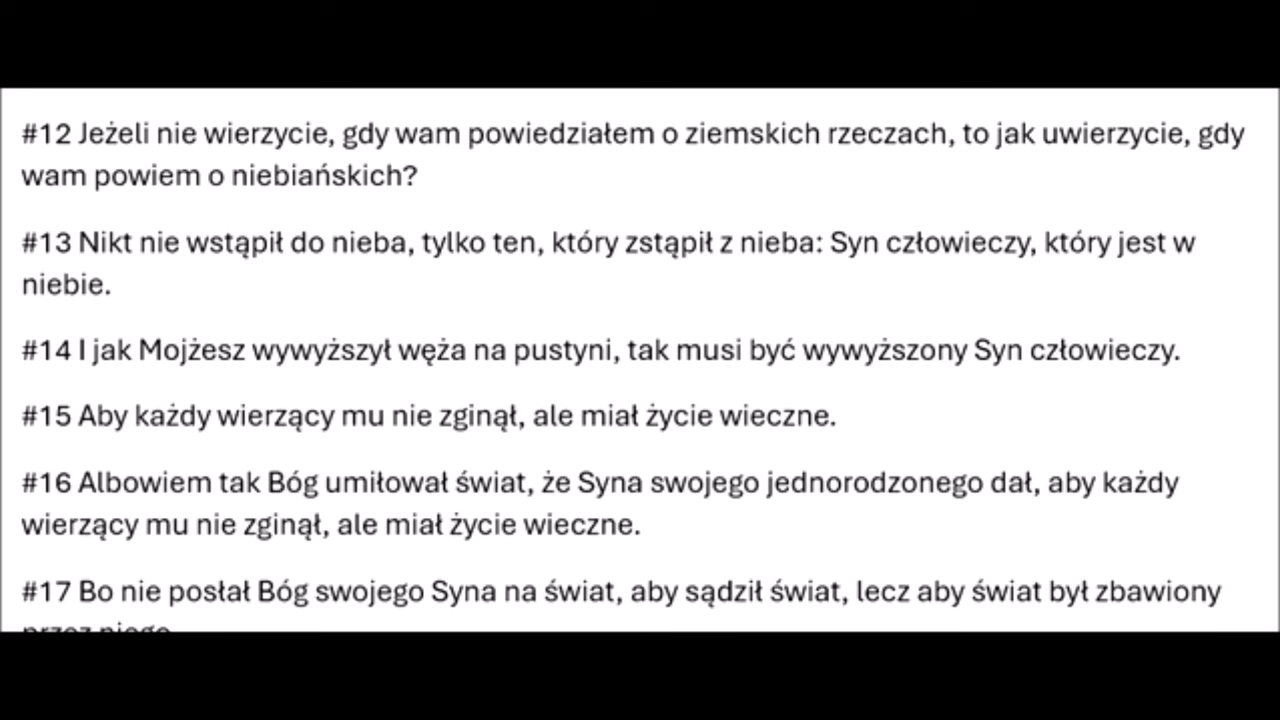 #12 Jeżeli nie wierzycie, gdy wam powiedziałem o ziemskich rzeczach, to jak uwierzycie, gdy
wam powiem o niebiańskich?
#13 Nikt nie wstąpił do nieba, tylko ten, który zstąpił z nieba: Syn człowieczy, który jest w
niebie.
#14 I jak Mojżesz wywyższył węża na pustyni, tak musi być wywyższony Syn człowieczy.
#15 Aby każdy wierzący mu nie zginął, ale miał życie wieczne.
#16 Albowiem tak Bóg umiłował świat, że Syna swojego jednorodzonego dał, aby każdy
wierzący mu nie zginął, ale miał życie wieczne.
#17 Bo nie posłał Bóg swojego Syna na świat, aby sądził świat, lecz aby świat był zbawiony